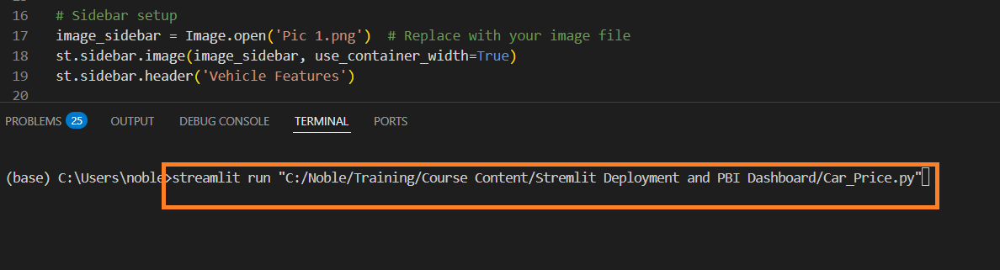 16 # Sidebar setup
17 image_sidebar = Image.open('Pic 1.png')  # Replace with your image file
18 st.sidebar.image(image_sidebar, use_container_width=True)
19 st.sidebar.header('Vehicle Features')
20
PROBLEMS 25 OUTPUT DEBUG CONSOLE TERMINAL PORTS
(base) C:\Users\noble>streamlit run "C:/Noble/Training/Course Content/Stremlit Deployment and PBI Dashboard/Car_Price.py"